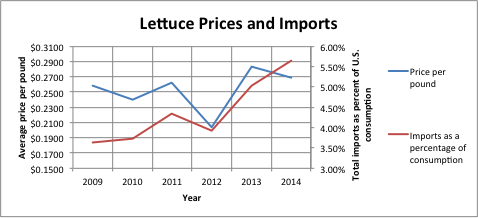 Lettuce Prices and Imports
Average price per pound
$0.3100
$0.2900
$0.2700
$0.2500
$0.2300
$0.2100
$0.1900
$0.1700
$0.1500
6.00%
5.50%
5.00%
4.50%
4.00%
3.50%
3.00%
Total imports as percent of U.S.
consumption
2009 2010 2011 2012 2013 2014
Year
Price per
pound
Imports as a
percentage of
consumption